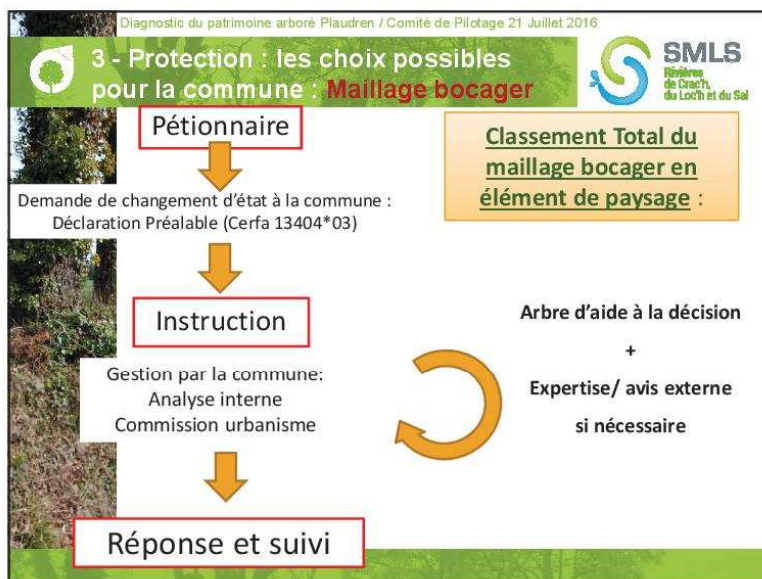 Diagnostic du patrimoine arboré Plaudren / Comité de Pilotage 21 Juillet 2016
3 - Protection : les choix possibles
pour la commune : Maillage bocager
SMLS
Rivières
de Crac'h,
du Loc'h et du Sal
Pétionnaire
Classement Total du
maillage bocager en
élément de paysage :
Demande de changement d'état à la commune :
Déclaration Préalable (Cerfa 13404*03)
Instruction
Gestion par la commune:
Analyse interne
Commission urbanisme
Arbre d'aide à la décision
+
Expertise/ avis externe
si nécessaire
Réponse et suivi